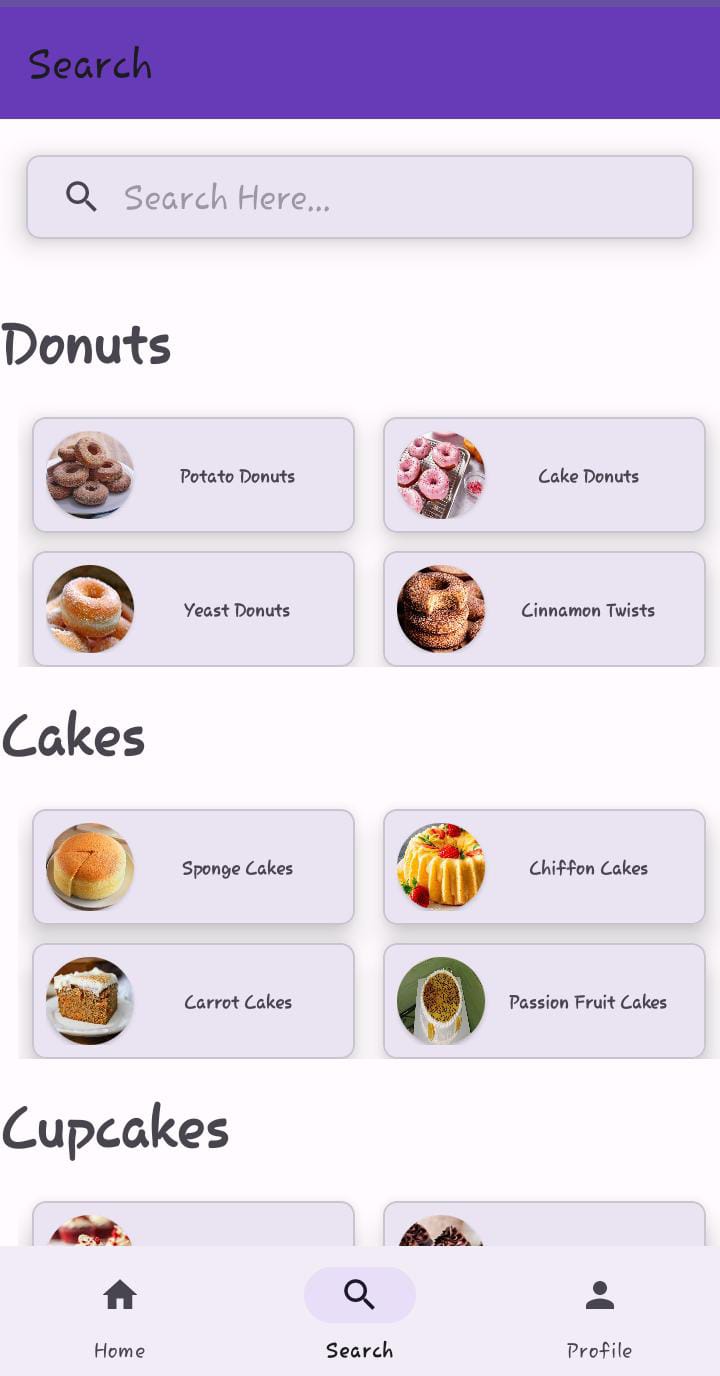 Search
Search Here...
Donuts
Potato Donuts
Cake Donuts
Yeast Donuts
Cinnamon Twists
Cakes
Sponge Cakes
Chiffon Cakes
Carrot Cakes
Passion Fruit Cakes
Cupcakes
Home
Search
Profile